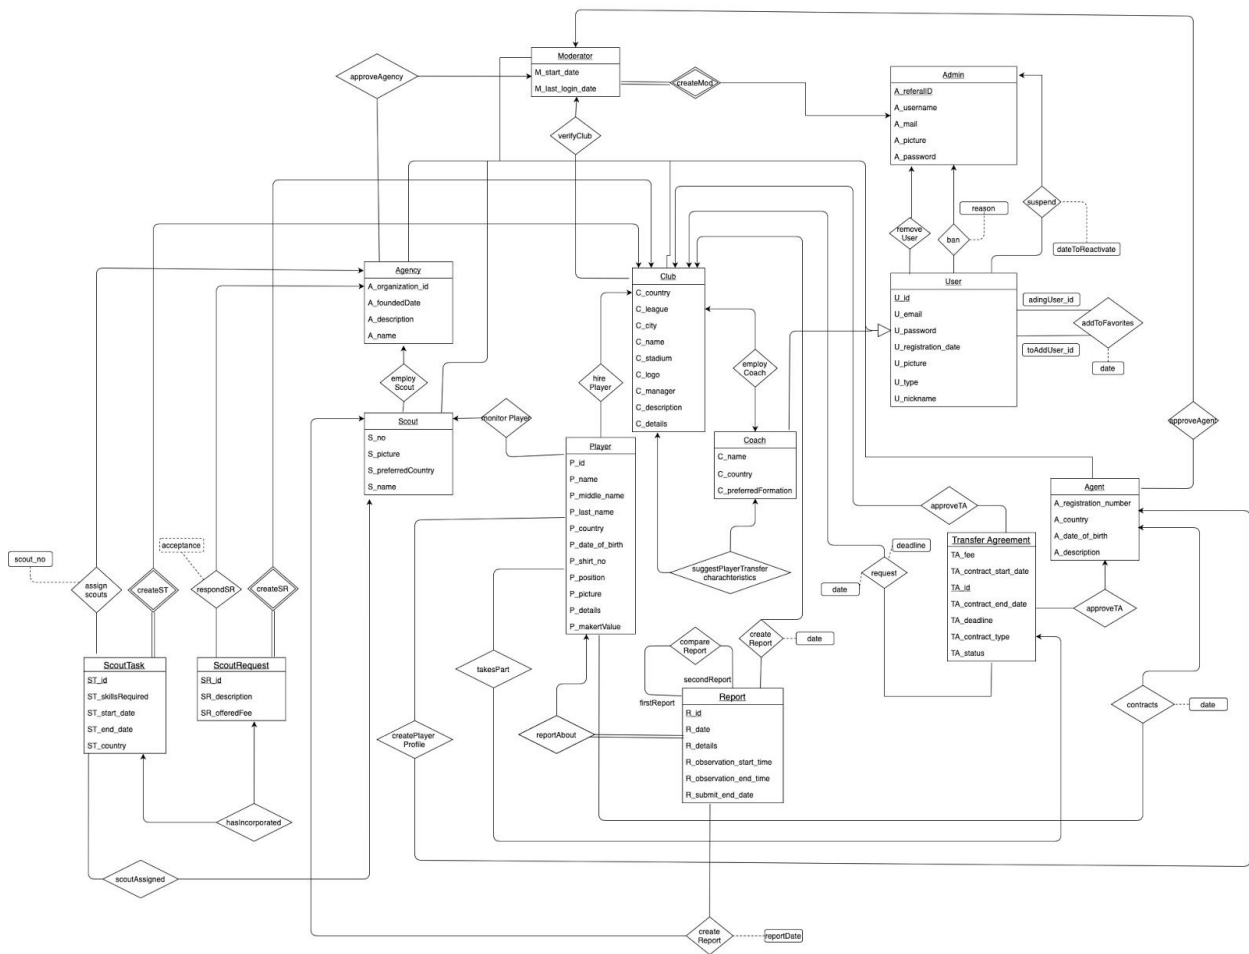 Moderator
M_start_date
M_last_login_date
approveAgency
createMod
verifyClub
Admin
A_referalID
A_username
A_mail
A_picture
A_password
reason
suspend
remove
User
ban
dateToReactivate
Agency
A_organization_id
A_foundedDate
A_description
A_name
Club
C_country
C_league
C_city
C_name
C_stadium
C_logo
C_manager
C_description
C_details
User
U_id
U_email
U_password
U_registration_date
U_picture
U_type
U_nickname
adingUser_id
addToFavorites
toAddUser_id
date
employ
Scout
hire
Player
employ
Coach
Scout
S_no
S_picture
S_preferredCountry
S_name
monitor Player
Player
P_id
P_name
P_middle_name
P_last_name
P_country
P_date_of_birth
P_shirt_no
P_position
P_picture
P_details
P_makertValue
Coach
C_name
C_country
C_preferredFormation
approveAgent
Agent
A_registration_number
A_country
A_date_of_birth
A_description
approveTA
Transfer Agreement
TA_fee
TA_contract_start_date
TA_id
TA_contract_end_date
TA_deadline
TA_contract_type
TA_status
approveTA
deadline
request
date
suggestPlayerTransfer
charachteristics
scout_no
acceptance
assign
scouts
createST
respondSR
createSR
ScoutTask
ST_id
ST_skillsRequired
ST_start_date
ST_end_date
ST_country
ScoutRequest
SR_id
SR_description
SR_offeredFee
takesPart
compare
Report
create
Report
date
secondReport
firstReport
Report
R_id
R_date
R_details
R_observation_start_time
R_observation_end_time
R_submit_end_date
createPlayer
Profile
reportAbout
contracts
date
hasIncorporated
scoutAssigned
create
Report
reportDate